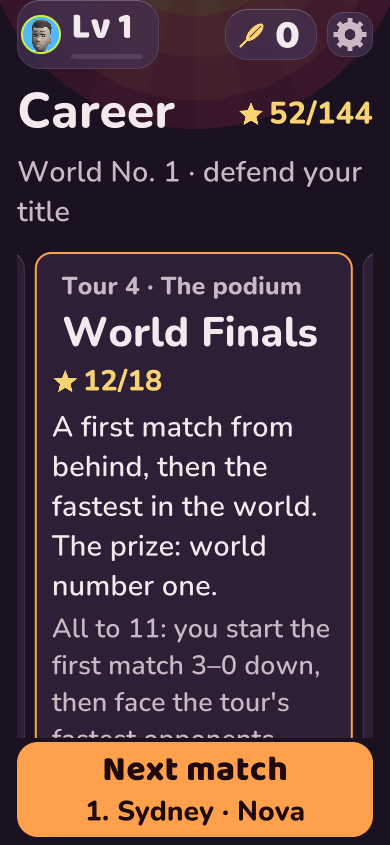 Lv 1
0
Career
52/144
World No. 1 · defend your
title
Tour 4 · The podium
World Finals
12/18
A first match from
behind, then the
fastest in the world.
The prize: world
number one.
All to 11: you start the
first match 3–0 down,
then face the tour's
fastest opponents
Next match
1. Sydney · Nova